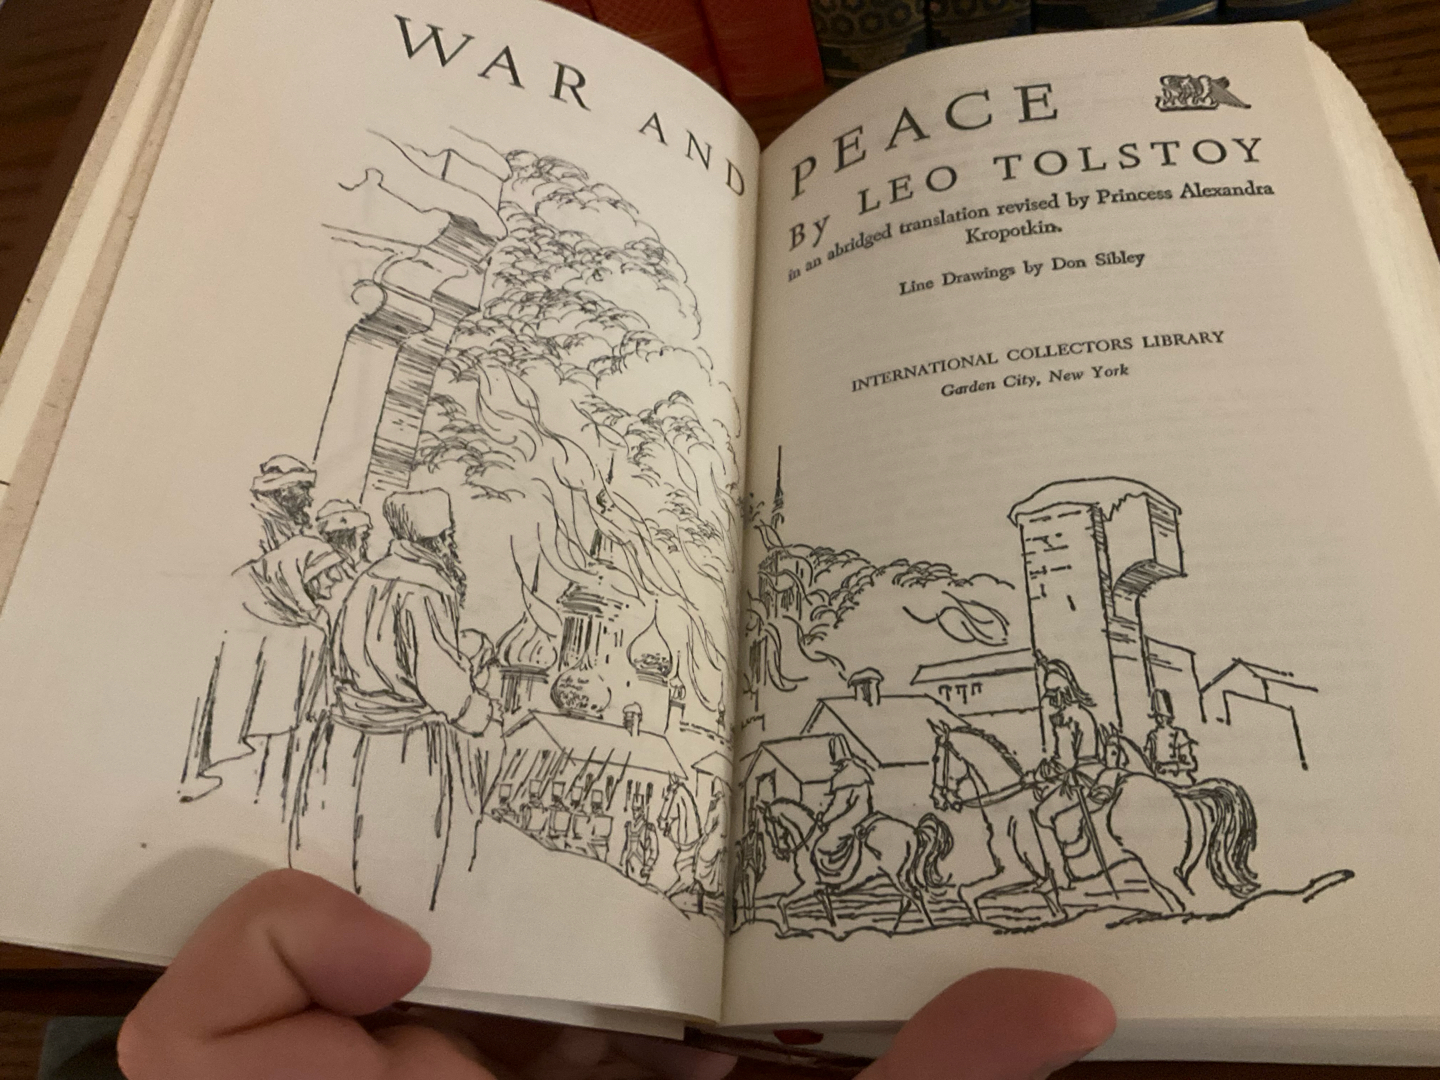 WAR AND PEACE
By LEO TOLSTOY
in an abridged translation revised by Princess Alexandra
Kropotkin.
Line Drawings by Don Sibley
INTERNATIONAL COLLECTORS LIBRARY
Garden City, New York